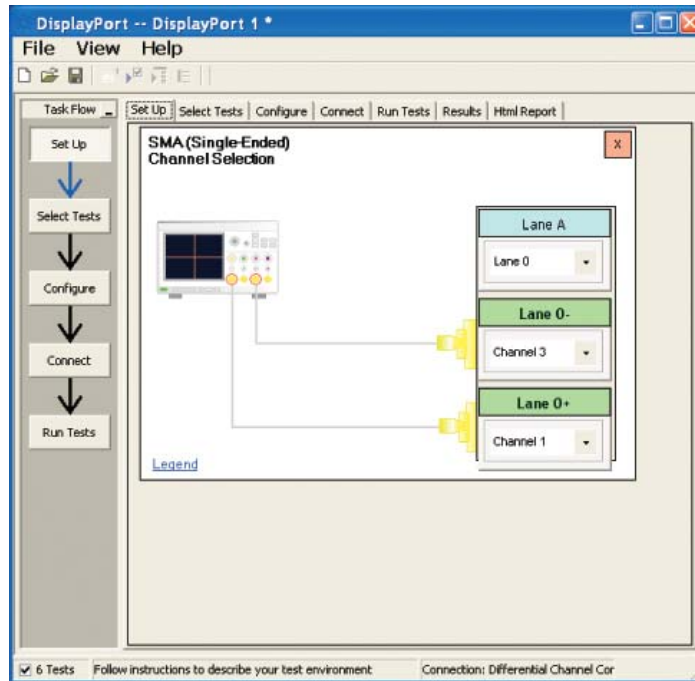 DisplayPort -- DisplayPort 1 *
File View Help
Task Flow
Set Up
Select Tests
Configure
Connect
Run Tests
Set Up Select Tests Configure Connect Run Tests Results Html Report
SMA (Single-Ended)
Channel Selection
X
Lane A
Lane 0
Lane 0-
Channel 3
Lane 0+
Channel 1
Legend
6 Tests Follow instructions to describe your test environment Connection: Differential Channel Cor